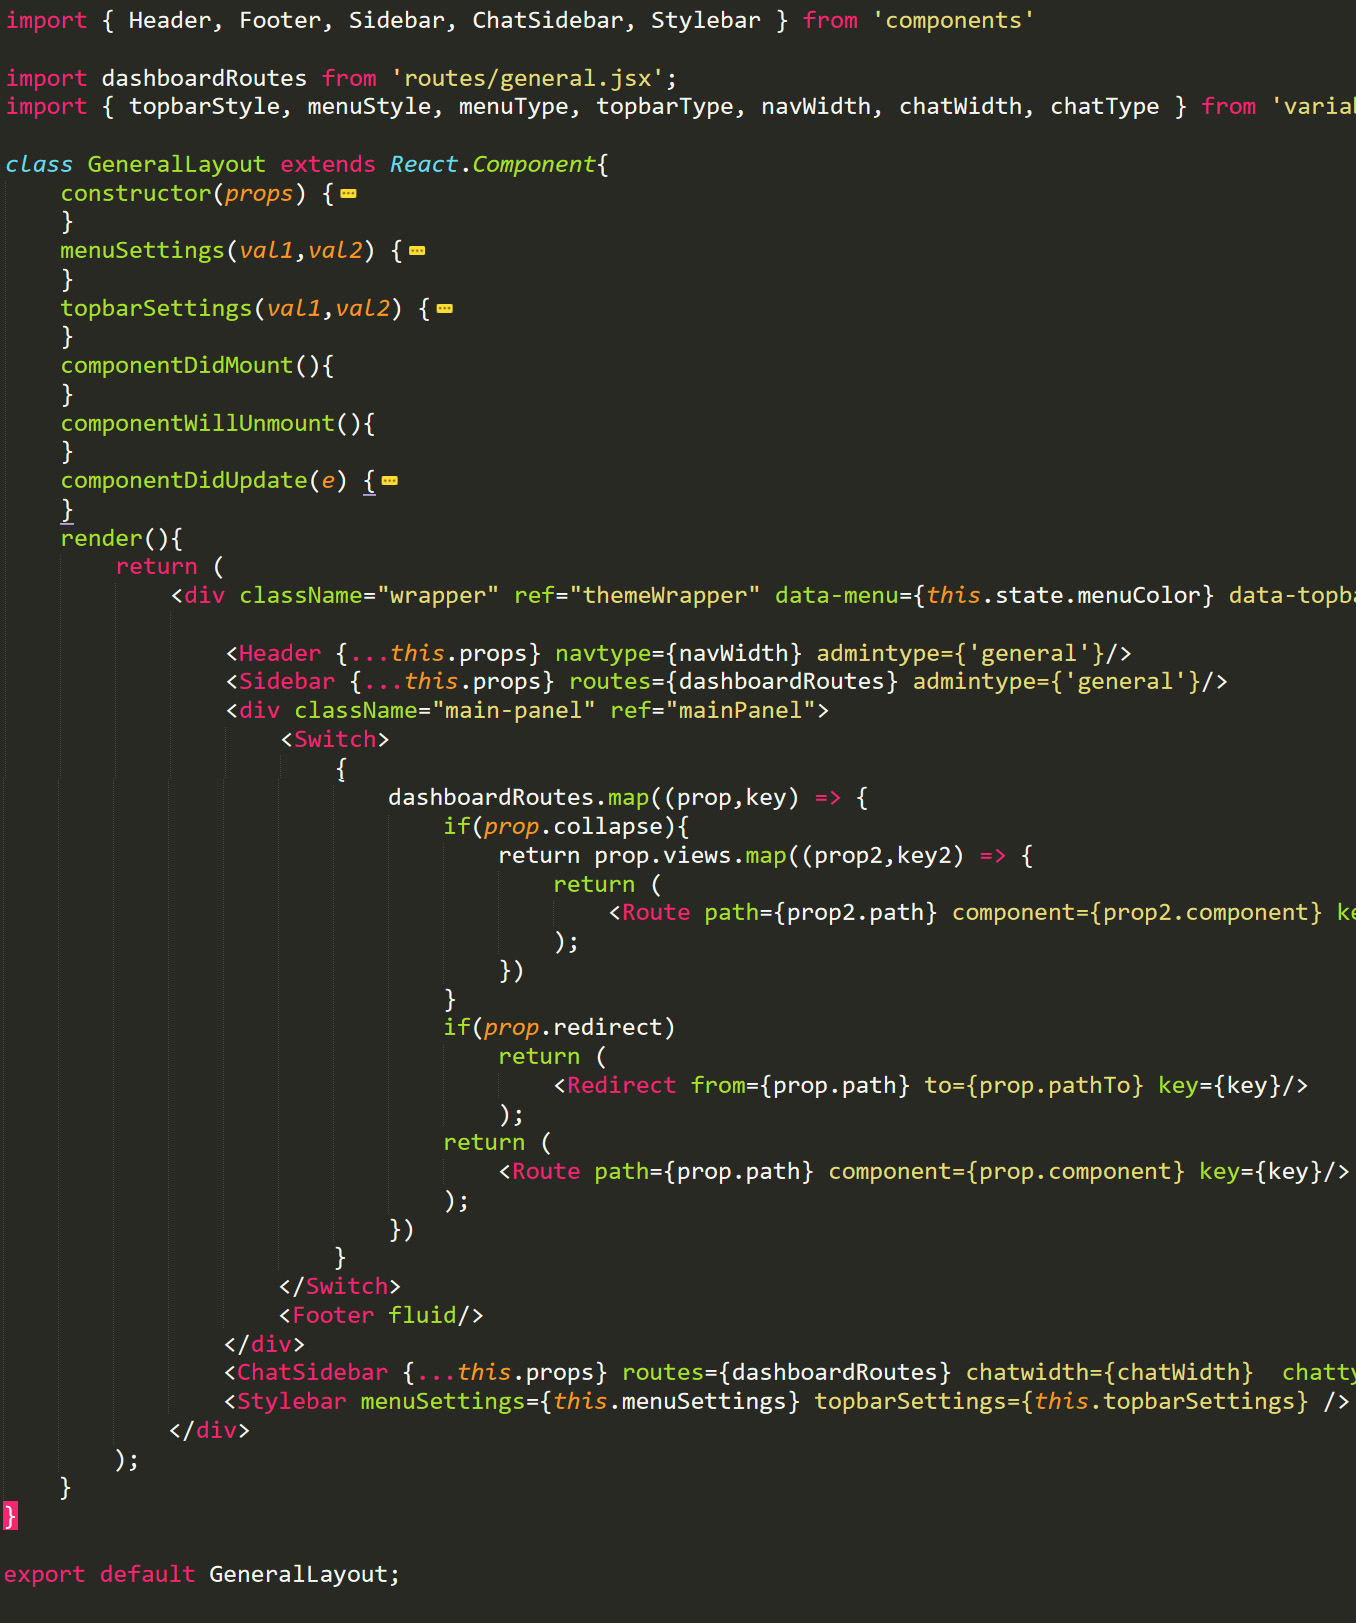 import { Header, Footer, Sidebar, ChatSidebar, Stylebar } from 'components'
import dashboardRoutes from 'routes/general.jsx';
import { topbarStyle, menuStyle, menuType, topbarType, navWidth, chatWidth, chatType } from
class GeneralLayout extends React.Component{
constructor(props) {
}
menuSettings(val1,val2) {
}
topbarSettings(val1,val2) {
}
componentDidMount(){
}
componentWillUnmount(){
}
componentDidUpdate(e) {
}
render(){
return (
<div className="wrapper" ref="themeWrapper" data-menu={this.state.menuColor}
<Header {...this.props} navtype={navWidth} admintype={'general'}/>
<Sidebar {...this.props} routes={dashboardRoutes} admintype={'general'}/>
<div className="main-panel" ref="mainPanel">
<Switch>
{
dashboardRoutes.map((prop,key) => {
if(prop.collapse){
return prop.views.map((prop2,key2) => {
return (
<Route path={prop2.path} component={prop2.component}
);
})
}
if(prop.redirect)
return (
<Redirect from={prop.path} to={prop.pathTo} key={key}/>
);
return (
<Route path={prop.path} component={prop.component} key={key}/>
);
})
}
</Switch>
<Footer fluid/>
</div>
<ChatSidebar {...this.props} routes={dashboardRoutes} chatwidth={chatWidth}
<Stylebar menuSettings={this.menuSettings} topbarSettings={this.topbarSettings} />
</div>
);
}
}
export default GeneralLayout;